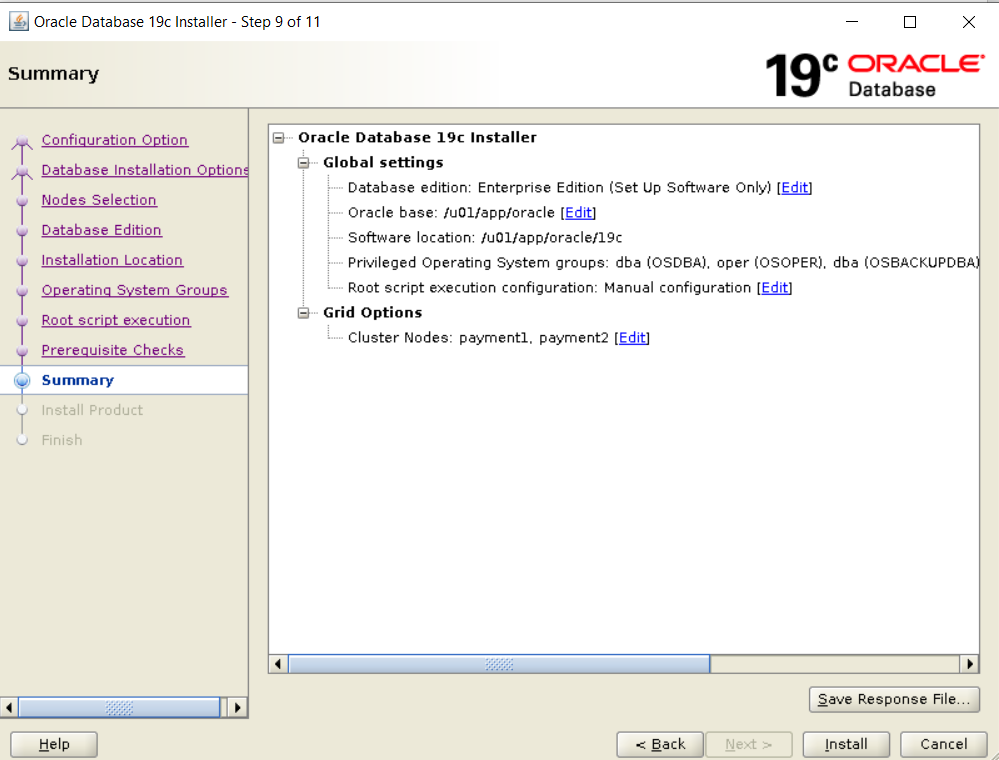 Oracle Database 19c Installer - Step 9 of 11
Summary
19c ORACLE
Database
Configuration Option
Database Installation Options
Nodes Selection
Database Edition
Installation Location
Operating System Groups
Root script execution
Prerequisite Checks
Summary
Install Product
Finish
Oracle Database 19c Installer
Global settings
Database edition: Enterprise Edition (Set Up Software Only) [Edit]
Oracle base: /u01/app/oracle [Edit]
Software location: /u01/app/oracle/19c
Privileged Operating System groups: dba (OSDBA), oper (OSOPER), dba (OSBACKUPDBA)
Root script execution configuration: Manual configuration [Edit]
Grid Options
Cluster Nodes: payment1, payment2 [Edit]
Save Response File...
Help
< Back
Next >
Install
Cancel